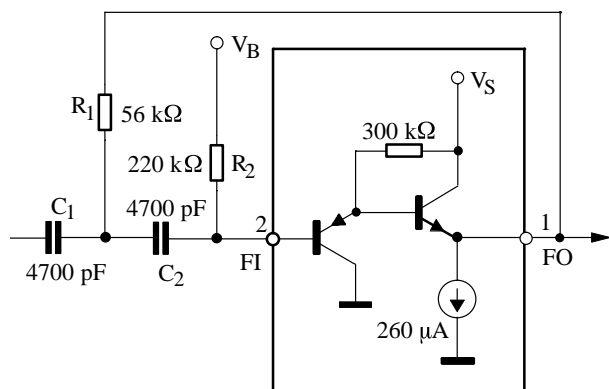 V_B
V_S
R_1
56 kΩ
300 kΩ
220 kΩ
R_2
C_1
4700 pF
2
1
4700 pF
C_2
FI
FO
260 μA